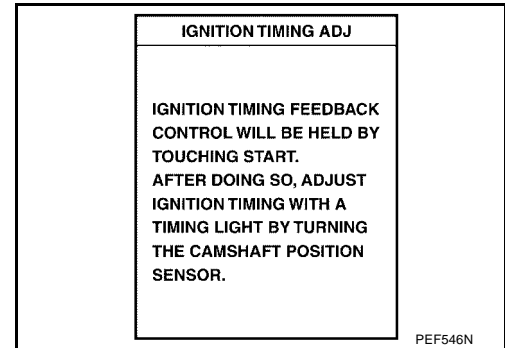 IGNITION TIMING ADJ
IGNITION TIMING FEEDBACK
CONTROL WILL BE HELD BY
TOUCHING START.
AFTER DOING SO, ADJUST
IGNITION TIMING WITH A
TIMING LIGHT BY TURNING
THE CAMSHAFT POSITION
SENSOR.
PEF546N